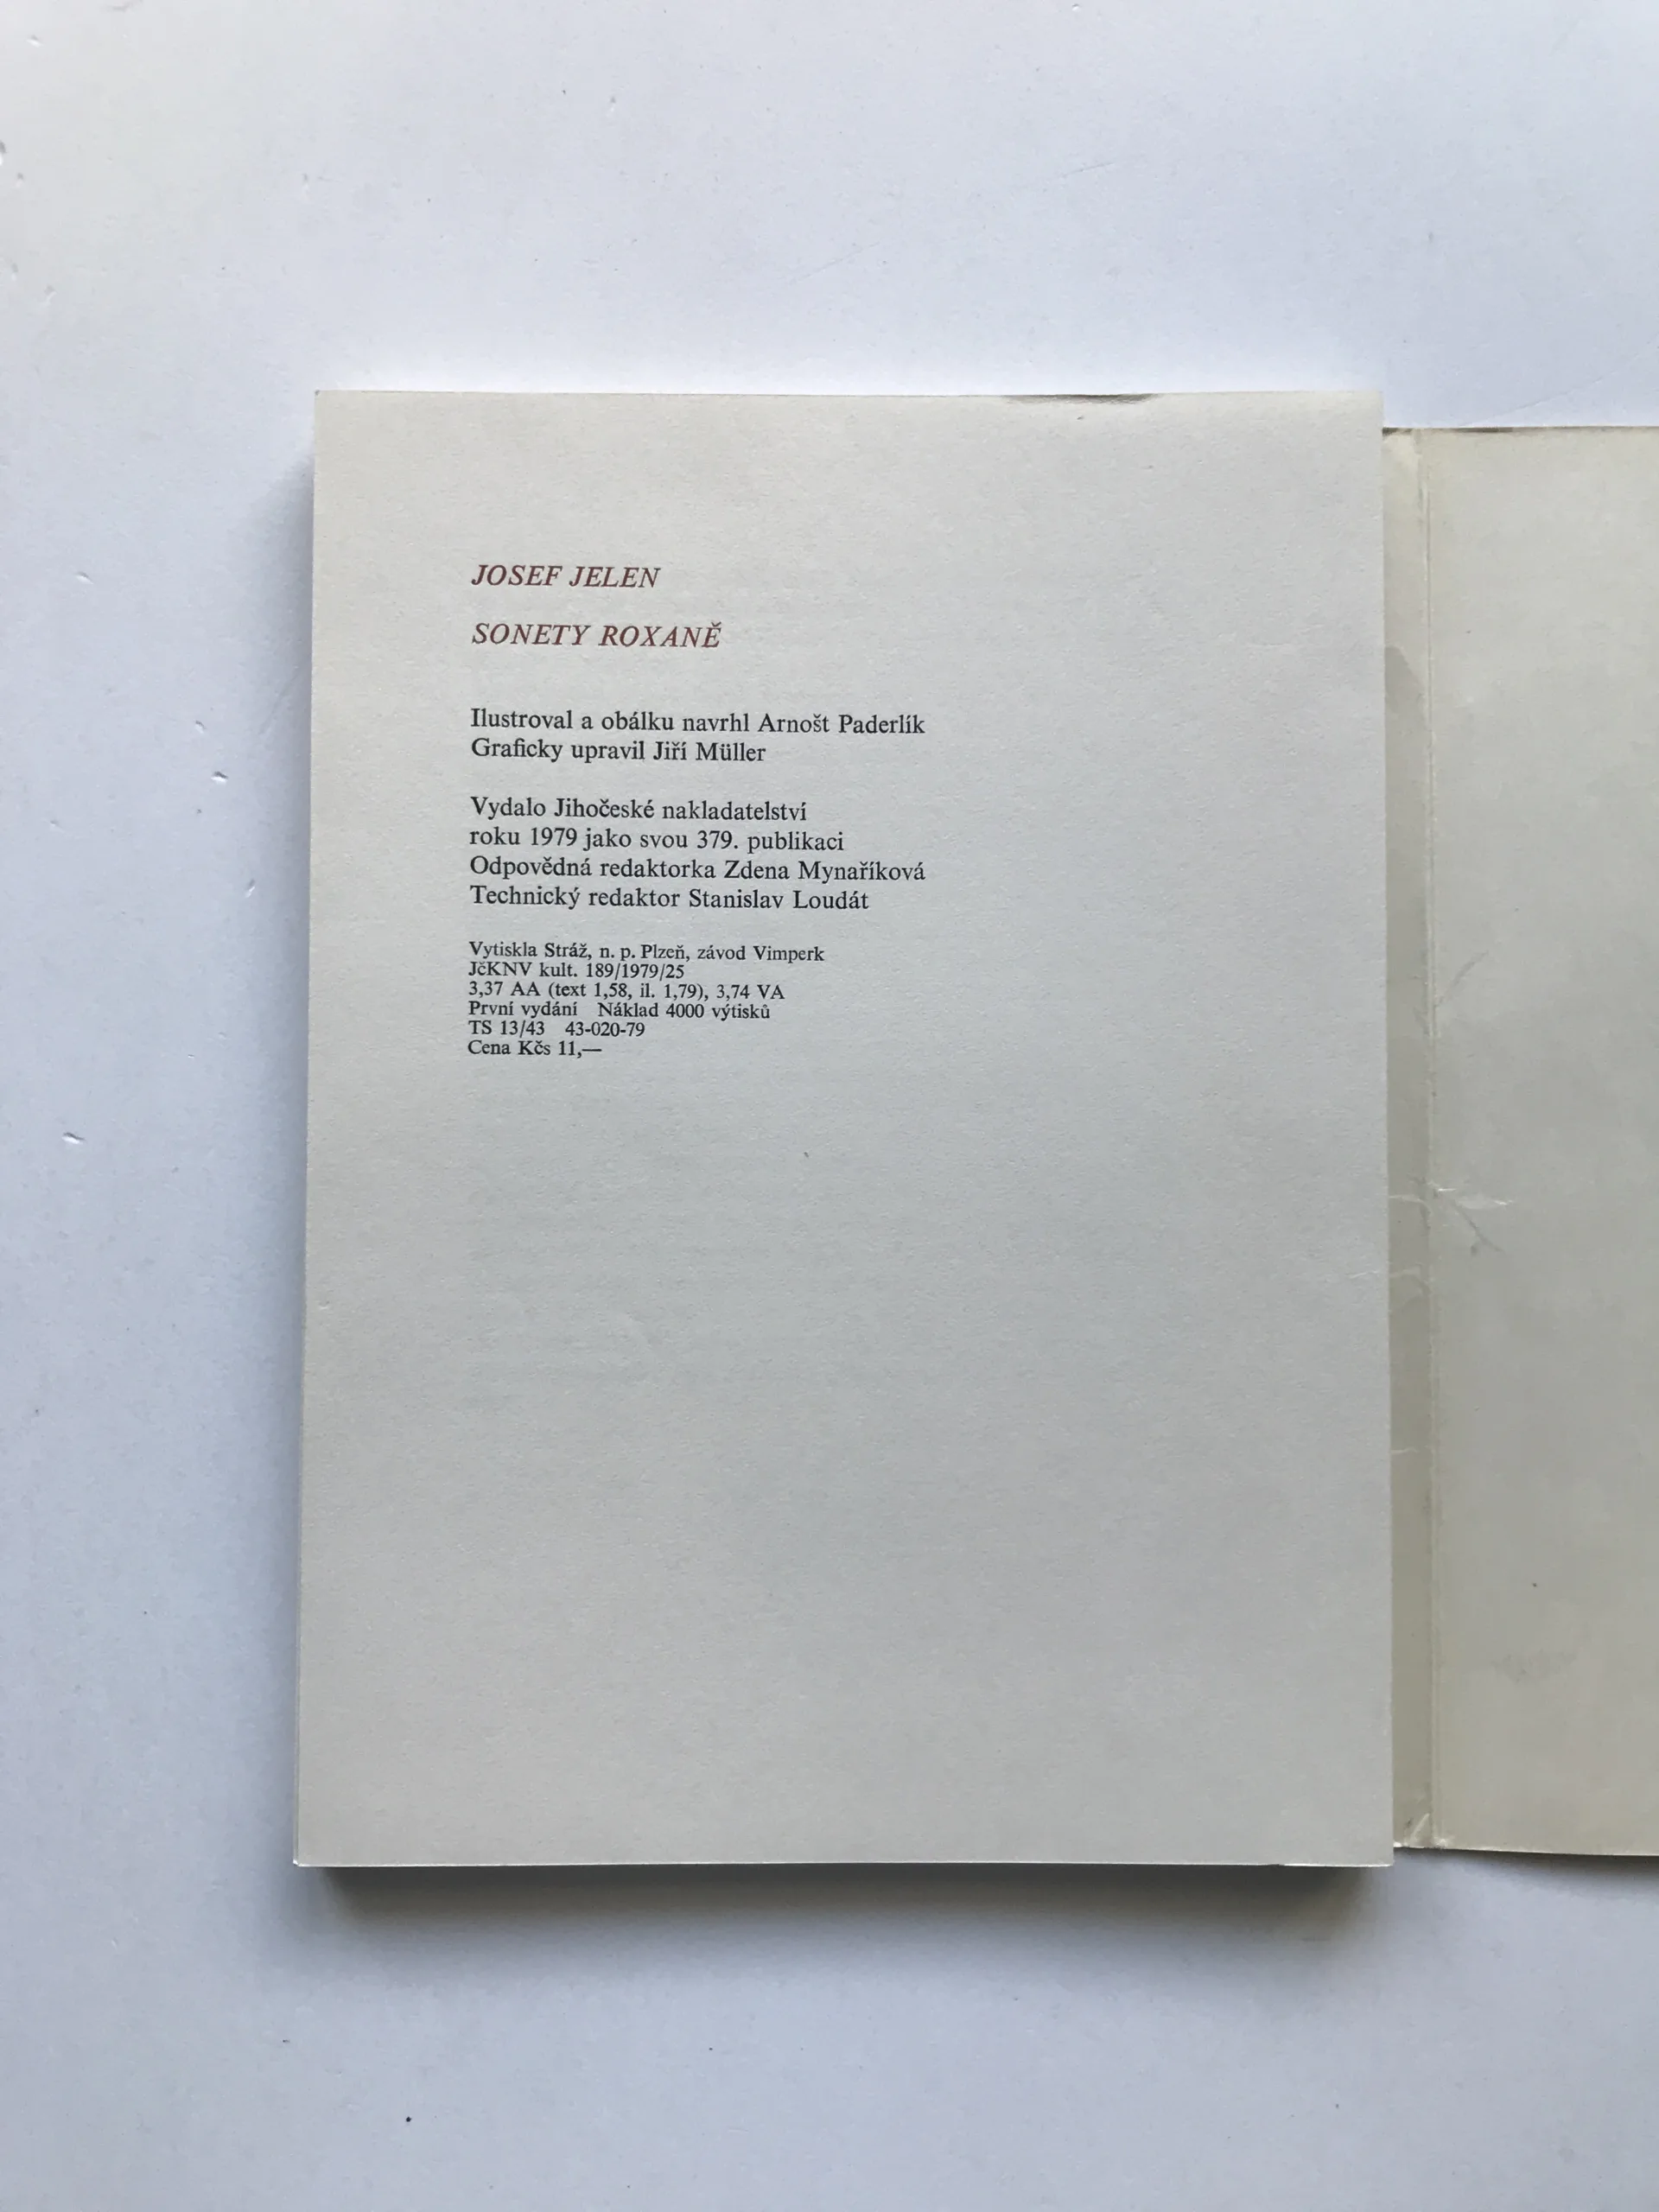 JOSEF JELEN
SONETY ROXANĚ
Ilustroval a obálku navrhl Arnošt Paderlík
Graficky upravil Jiří Müller
Vydalo Jihočeské nakladatelství
roku 1979 jako svou 379. publikaci
Odpovědná redaktorka Zdena Mynaříková
Technický redaktor Stanislav Loudát
Vytiskla Stráž, n. p. Plzeň, závod Vimperk
JčKNV kult. 189/1979/25
3,37 AA (text 1,58, il. 1,79), 3,74 VA
První vydání Náklad 4000 výtisků
TS 13/43 43-020-79
Cena Kčs 11,—